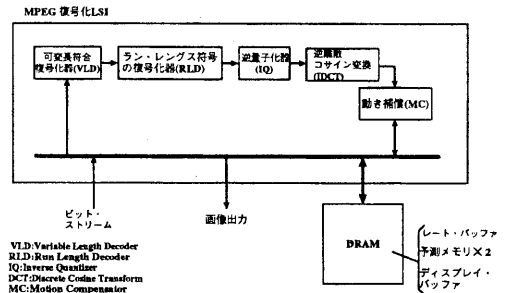 MPEG 復号化LSI
可変長符合
復号化器(VLD)
ラン・レングス符号
の復号化器(RLD)
逆量子化器
(IQ)
逆離散
コサイン変換
(IDCT)
動き補償(MC)
ビット・
ストリーム
画像出力
DRAM
レート・バッファ
予測メモリ×2
ディスプレイ・
バッファ
VLD:Variable Length Decoder
RLD:Run Length Decoder
IQ:Inverse Quantizer
DCT:Discrete Cosine Transform
MC:Motion Compensator